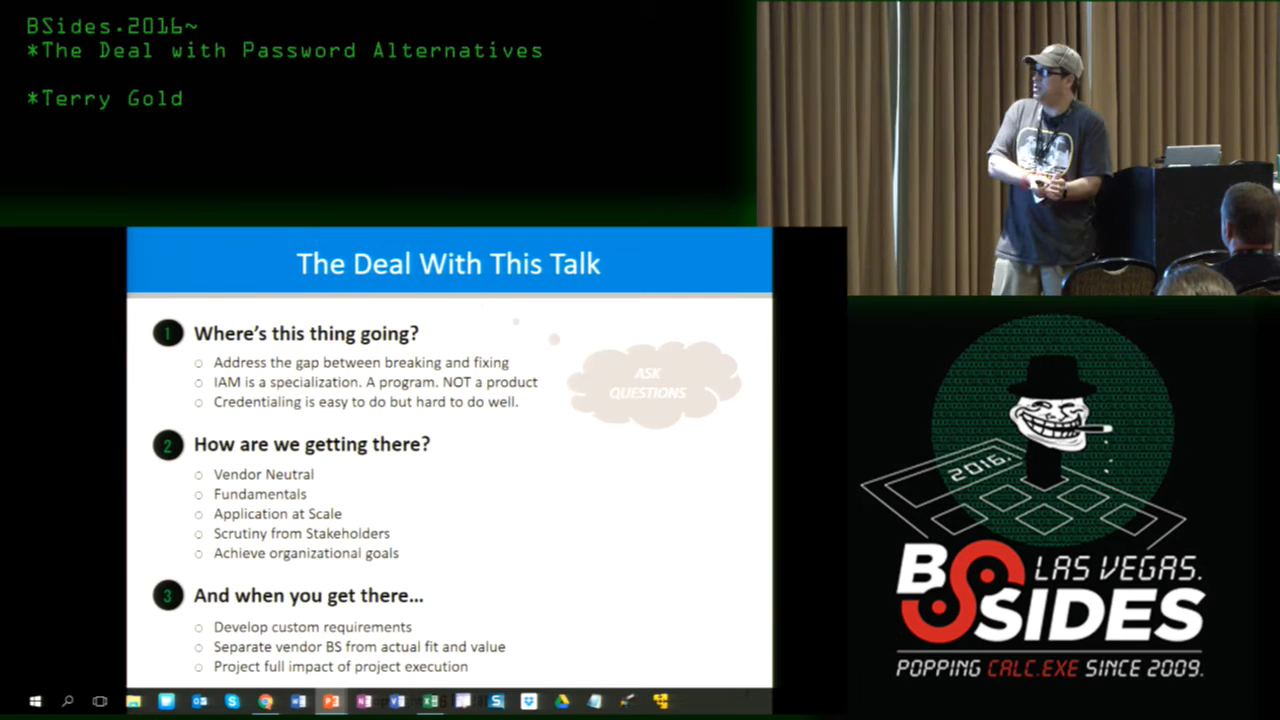 BSides.2016~
*The Deal with Password Alternatives
*Terry Gold
The Deal With This Talk
1 Where's this thing going?
Address the gap between breaking and fixing
IAM is a specialization. A program. NOT a product
Credentialing is easy to do but hard to do well.
ASK
QUESTIONS
2 How are we getting there?
Vendor Neutral
Fundamentals
Application at Scale
Scrutiny from Stakeholders
Achieve organizational goals
3 And when you get there...
Develop custom requirements
Separate vendor BS from actual fit and value
Project full impact of project execution
2016.
BSIDES
LAS VEGAS.
POPPING CALC.EXE SINCE 2009.